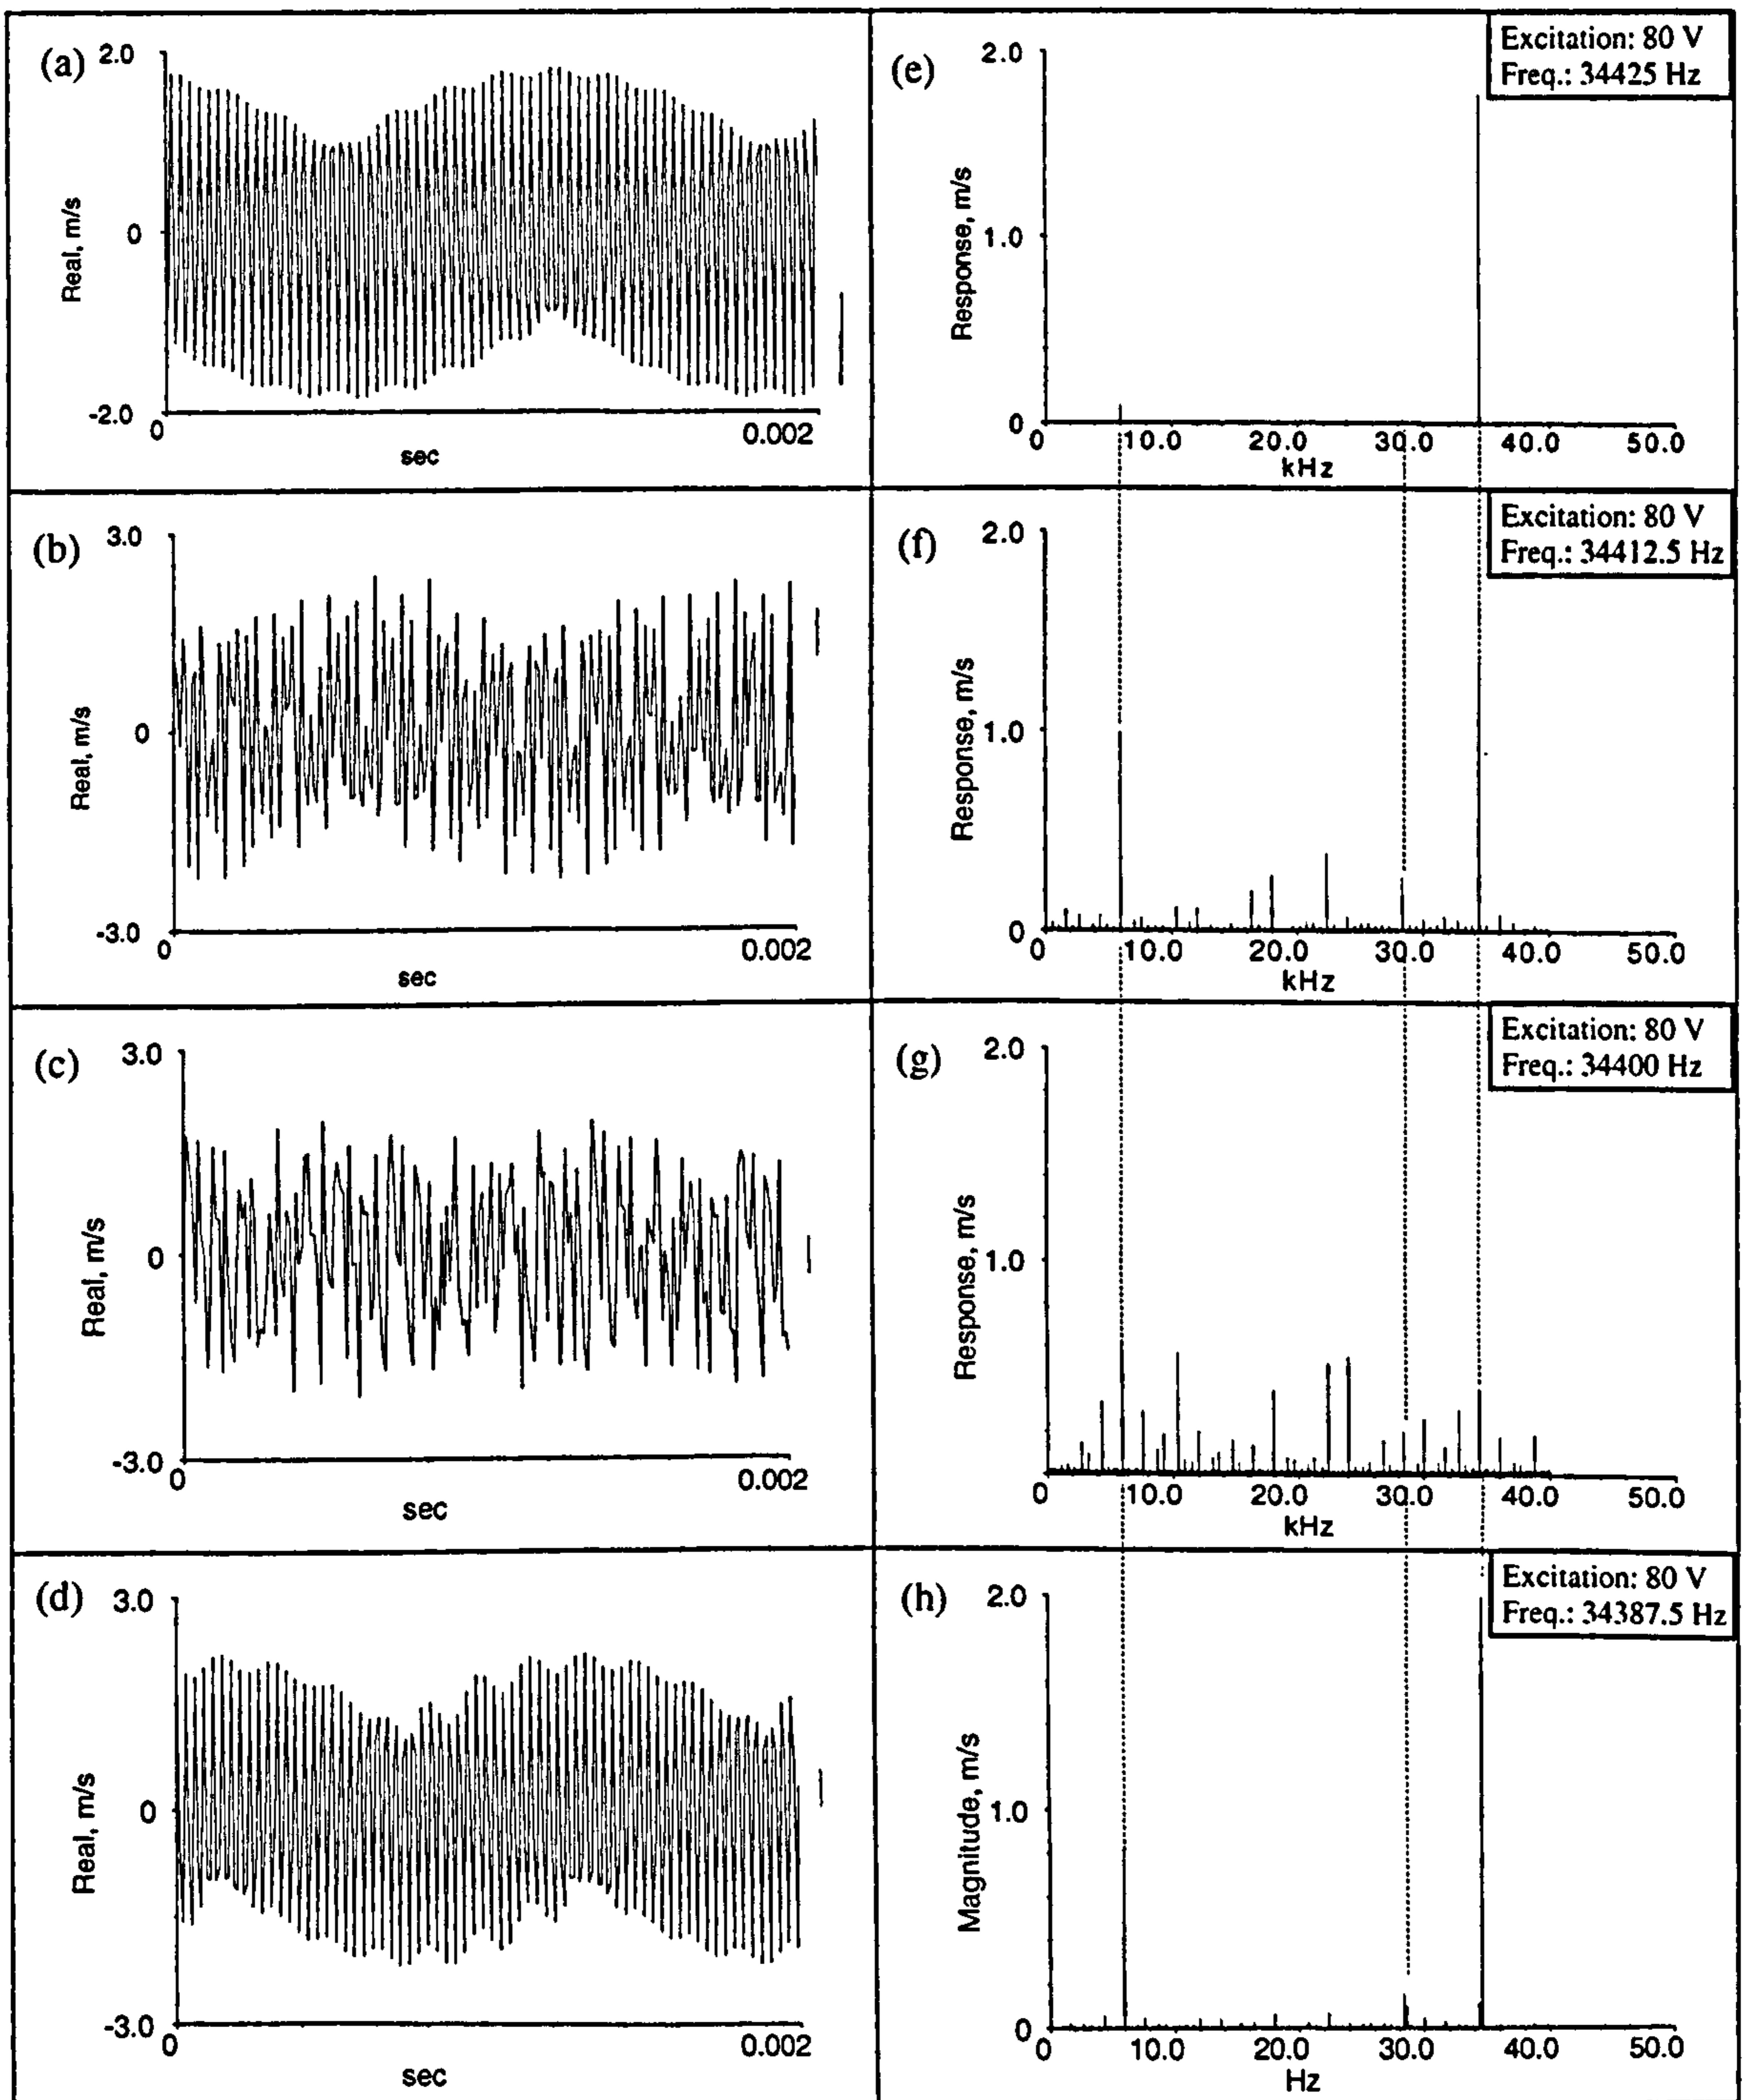 (a)
2.0
0
-2.0
Real, m/s
0
0.002
sec
(e)
2.0
1.0
0
Response, m/s
0
10.0
20.0
30.0
40.0
50.0
kHz
Excitation: 80 V
Freq.: 34425 Hz
(b)
3.0
0
-3.0
Real, m/s
0
0.002
sec
(f)
2.0
1.0
0
Response, m/s
0
10.0
20.0
30.0
40.0
50.0
kHz
Excitation: 80 V
Freq.: 34412.5 Hz
(c)
3.0
0
-3.0
Real, m/s
0
0.002
sec
(g)
2.0
1.0
Response, m/s
0
10.0
20.0
30.0
40.0
50.0
kHz
Excitation: 80 V
Freq.: 34400 Hz
(d)
3.0
0
-3.0
Real, m/s
0
0.002
sec
(h)
2.0
1.0
0
Magnitude, m/s
0
10.0
20.0
30.0
40.0
50.0
Hz
Excitation: 80 V
Freq.: 34387.5 Hz